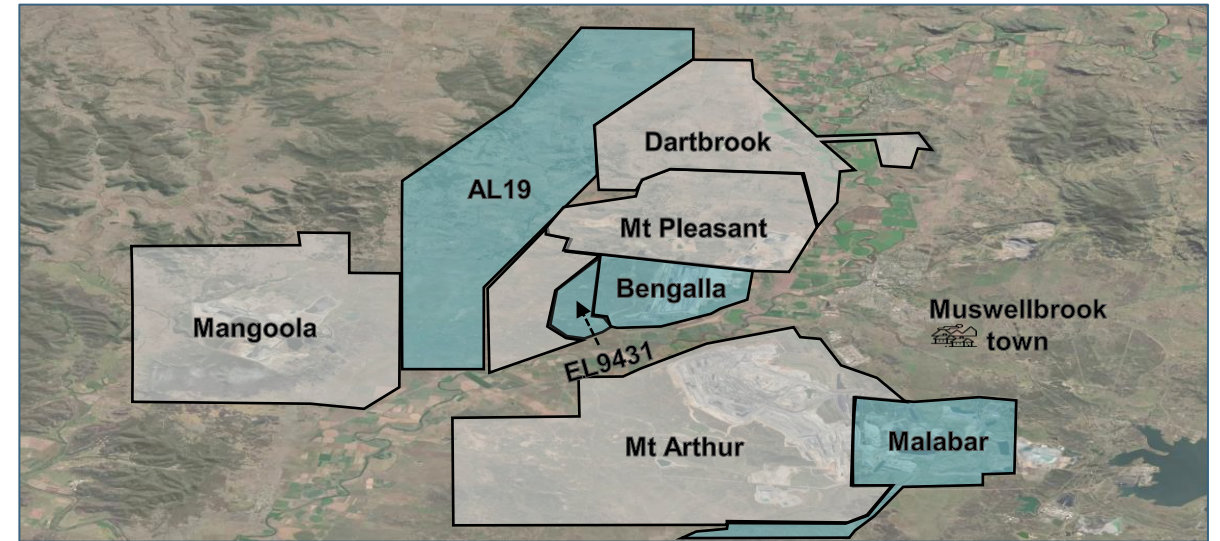 Dartbrook
AL19
Mt Pleasant
Bengalla
Mangoola
Muswellbrook
town
EL9431
Mt Arthur
Malabar